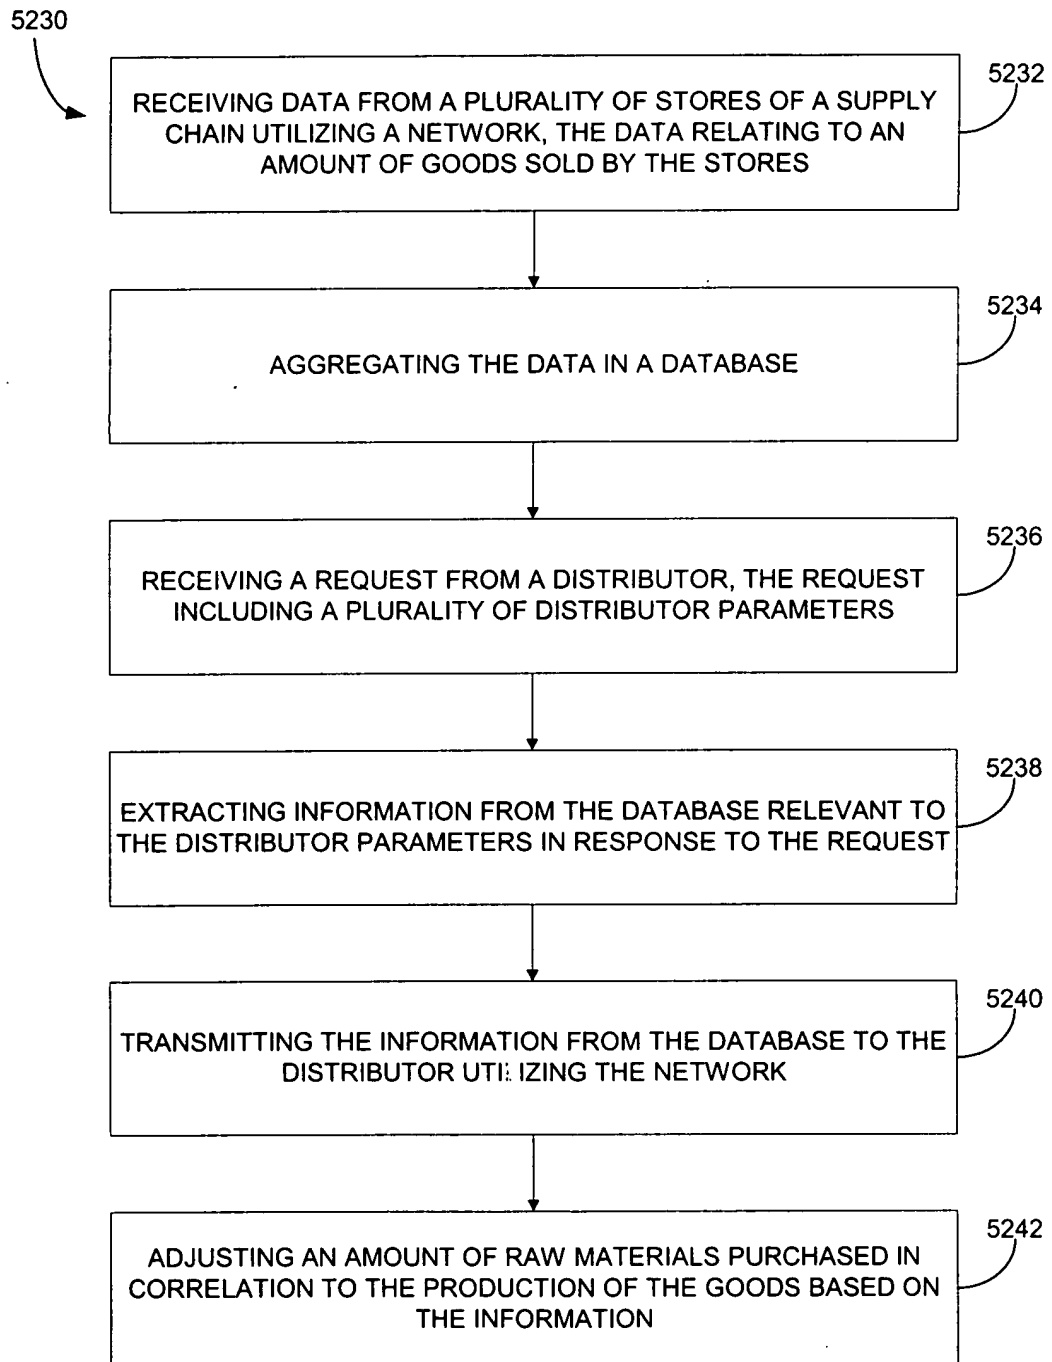 5230
5232
RECEIVING DATA FROM A PLURALITY OF STORES OF A SUPPLY
CHAIN UTILIZING A NETWORK, THE DATA RELATING TO AN
AMOUNT OF GOODS SOLD BY THE STORES
5234
AGGREGATING THE DATA IN A DATABASE
5236
RECEIVING A REQUEST FROM A DISTRIBUTOR, THE REQUEST
INCLUDING A PLURALITY OF DISTRIBUTOR PARAMETERS
5238
EXTRACTING INFORMATION FROM THE DATABASE RELEVANT TO
THE DISTRIBUTOR PARAMETERS IN RESPONSE TO THE REQUEST
5240
TRANSMITTING THE INFORMATION FROM THE DATABASE TO THE
DISTRIBUTOR UTILIZING THE NETWORK
5242
ADJUSTING AN AMOUNT OF RAW MATERIALS PURCHASED IN
CORRELATION TO THE PRODUCTION OF THE GOODS BASED ON
THE INFORMATION